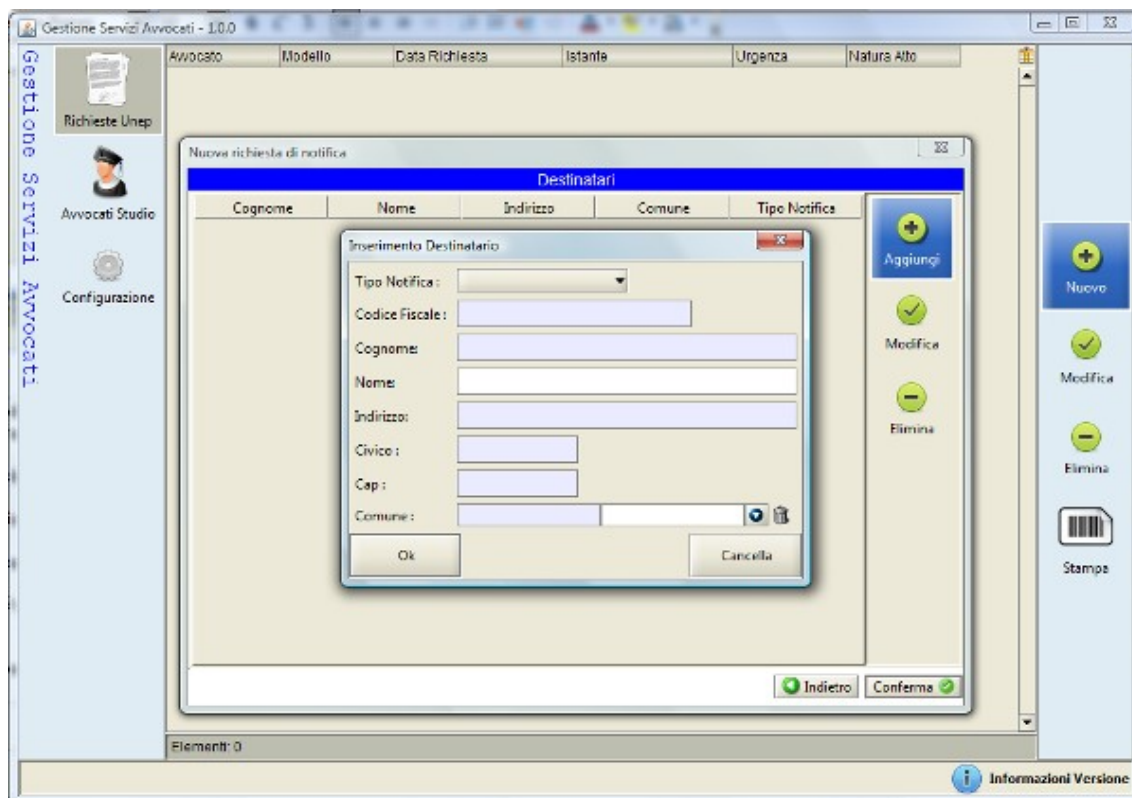 Gestione Servizi Avvocati - 1.0.0
Gestione Servizi Avvocati
Richieste Unep
Avvocati Studio
Configurazione
Avvocato Modello Data Richiesta Istante Urgenza Natura Atto
Nuova richiesta di notifica
Destinatari
Cognome Nome Indirizzo Comune Tipo Notifica
Inserimento Destinatario
Tipo Notifica :
Codice Fiscale :
Cognome:
Nome:
Indirizzo:
Civico :
Cap :
Comune :
Ok Cancella
Aggiungi
Modifica
Elimina
Indietro Conferma
Nuovo
Modifica
Elimina
Stampa
Elementi: 0
Informazioni Versione